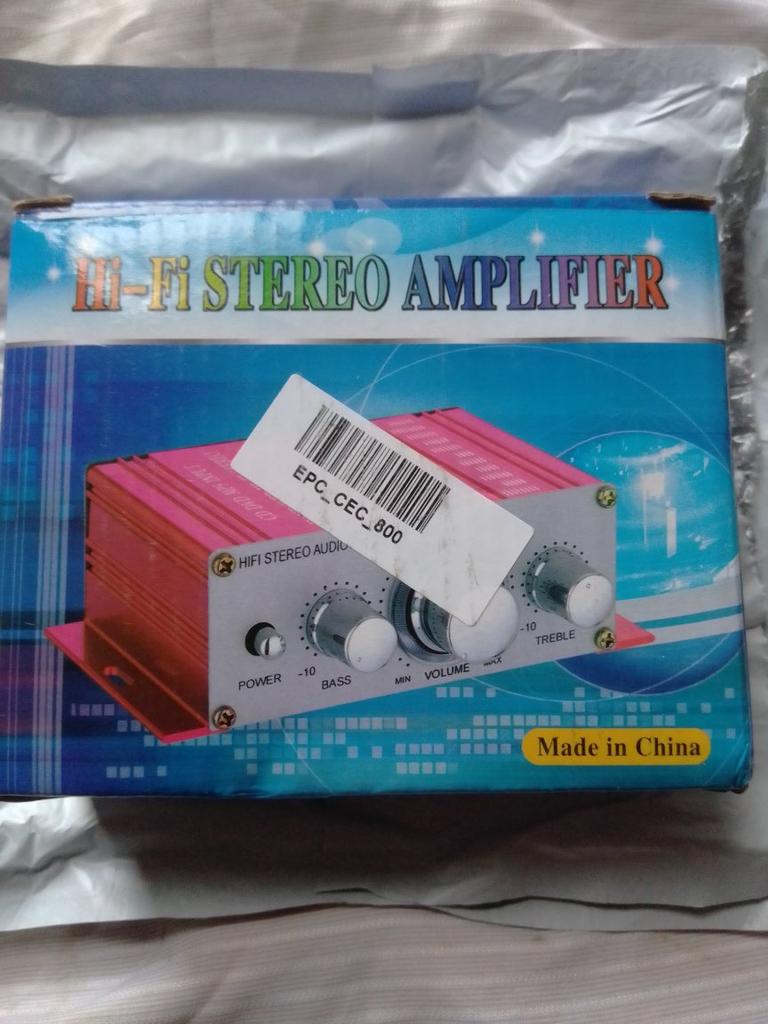 Hi-Fi STEREO AMPLIFIER
EPC_CEC_800
HIFI STEREO AUDIO
POWER
-10
BASS
MIN
VOLUME
MAX
-10
TREBLE
Made in China